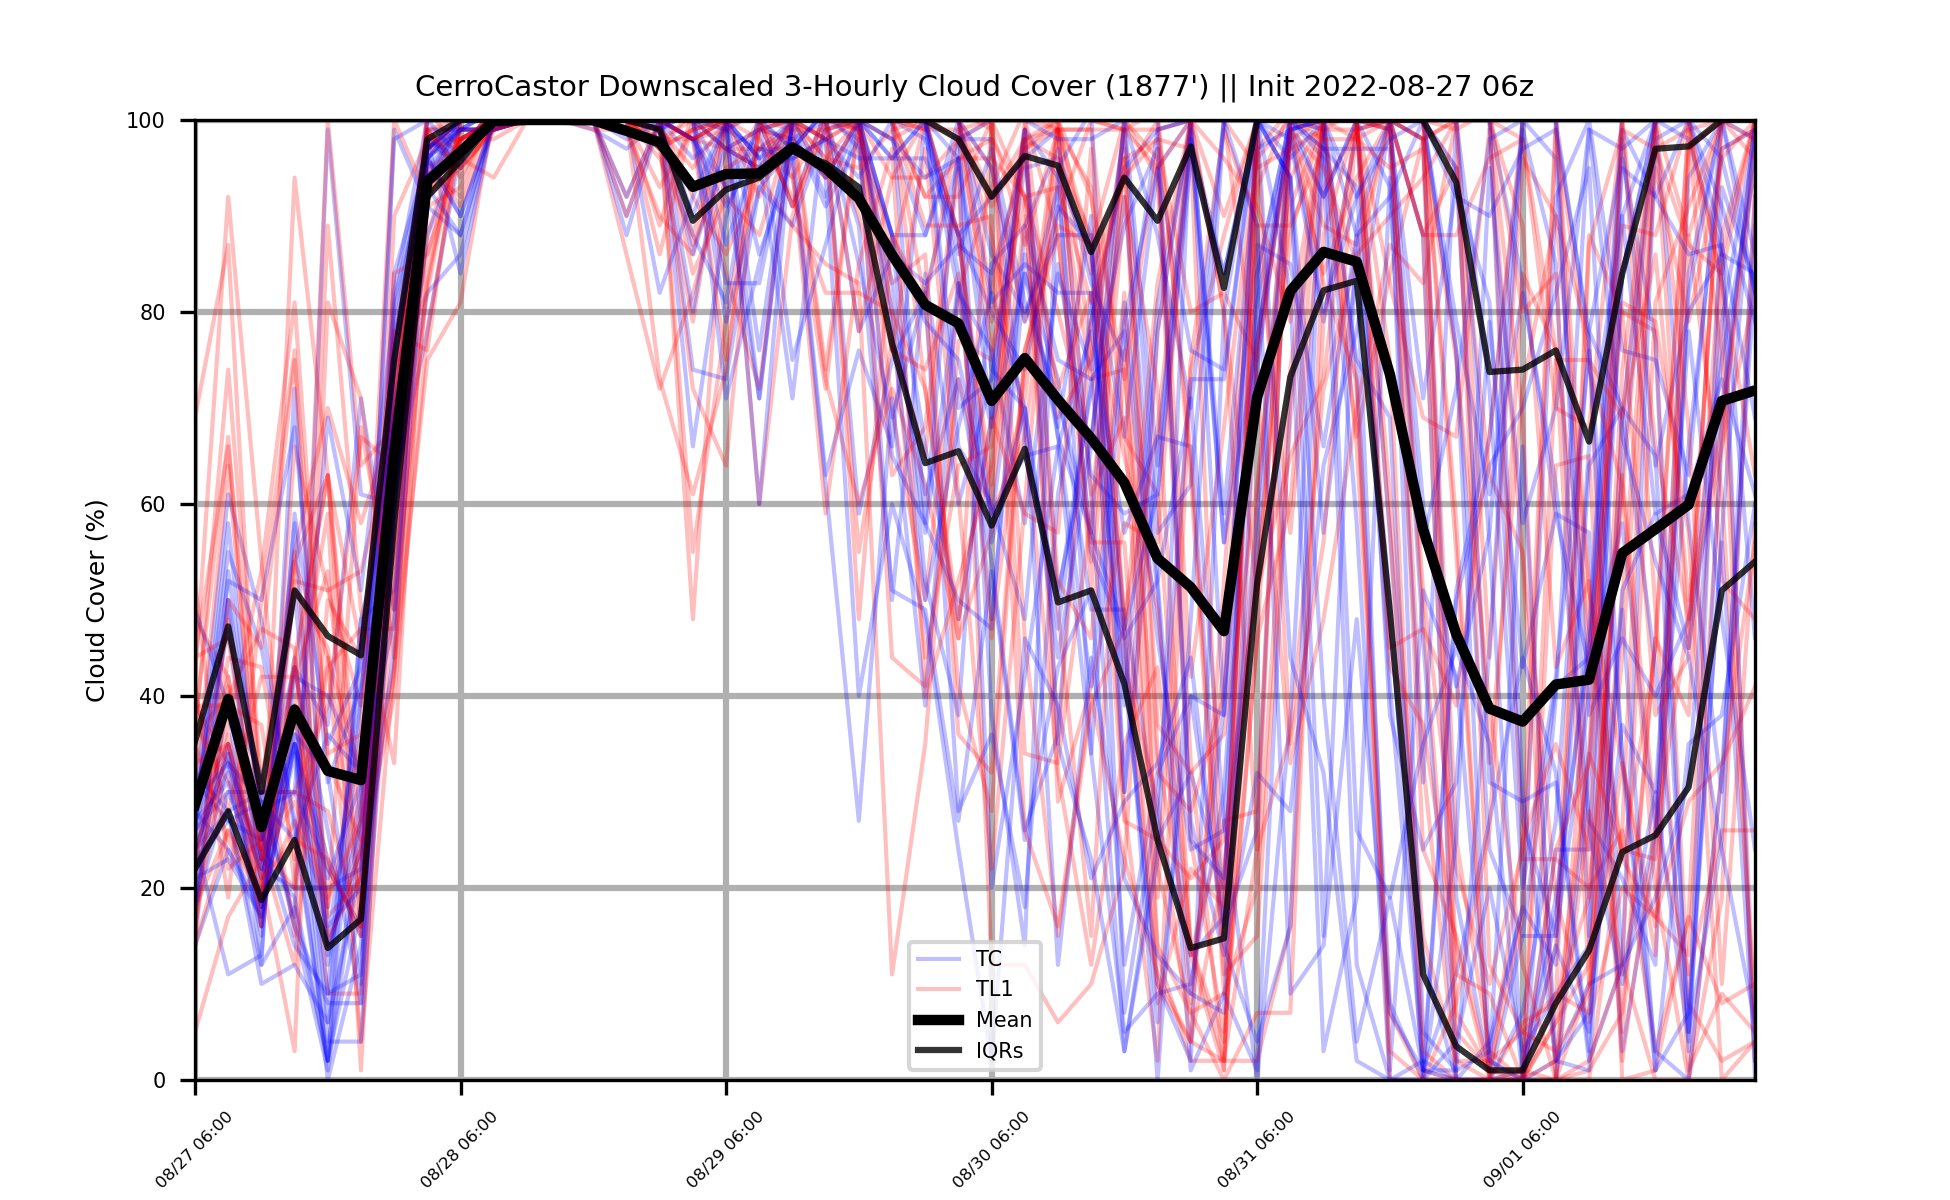 CerroCastor Downscaled 3-Hourly Cloud Cover (1877') || Init 2022-08-27 06z
Cloud Cover (%)
100
80
60
40
20
0
TC
TL1
Mean
IQRs
08/27 06:00
08/28 06:00
08/29 06:00
08/30 06:00
08/31 06:00
09/01 06:00